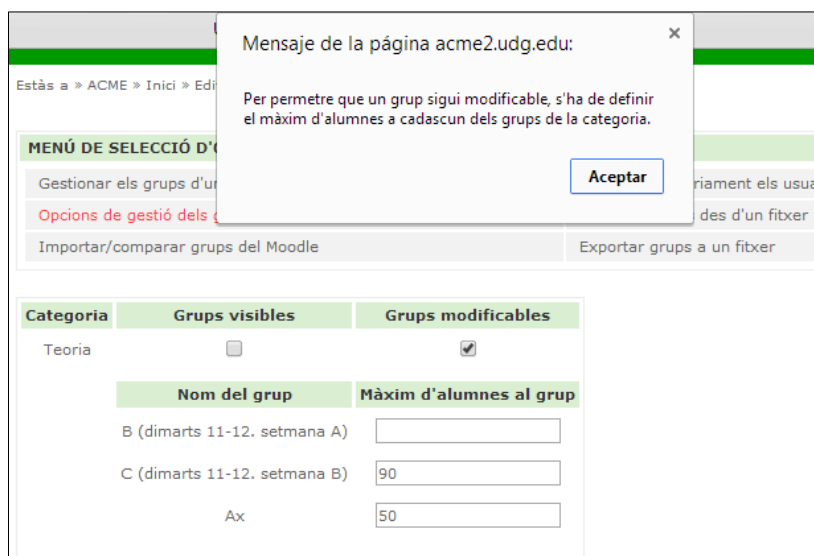 Mensaje de la página acme2.udg.edu:
Per permetre que un grup sigui modificable, s'ha de definir
el màxim d'alumnes a cadascun dels grups de la categoria.
Aceptar
Estàs a » ACME » Inici »
MENÚ DE SELECCIÓ
Gestionar els grups
Opcions de gestió dels
des d'un fitxer
Importar/comparar grups del Moodle
Exportar grups a un fitxer
Categoria Grups visibles Grups modificables
Teoria
Nom del grup Màxim d'alumnes al grup
B (dimarts 11-12. setmana A)
C (dimarts 11-12. setmana B) 90
Ax 50